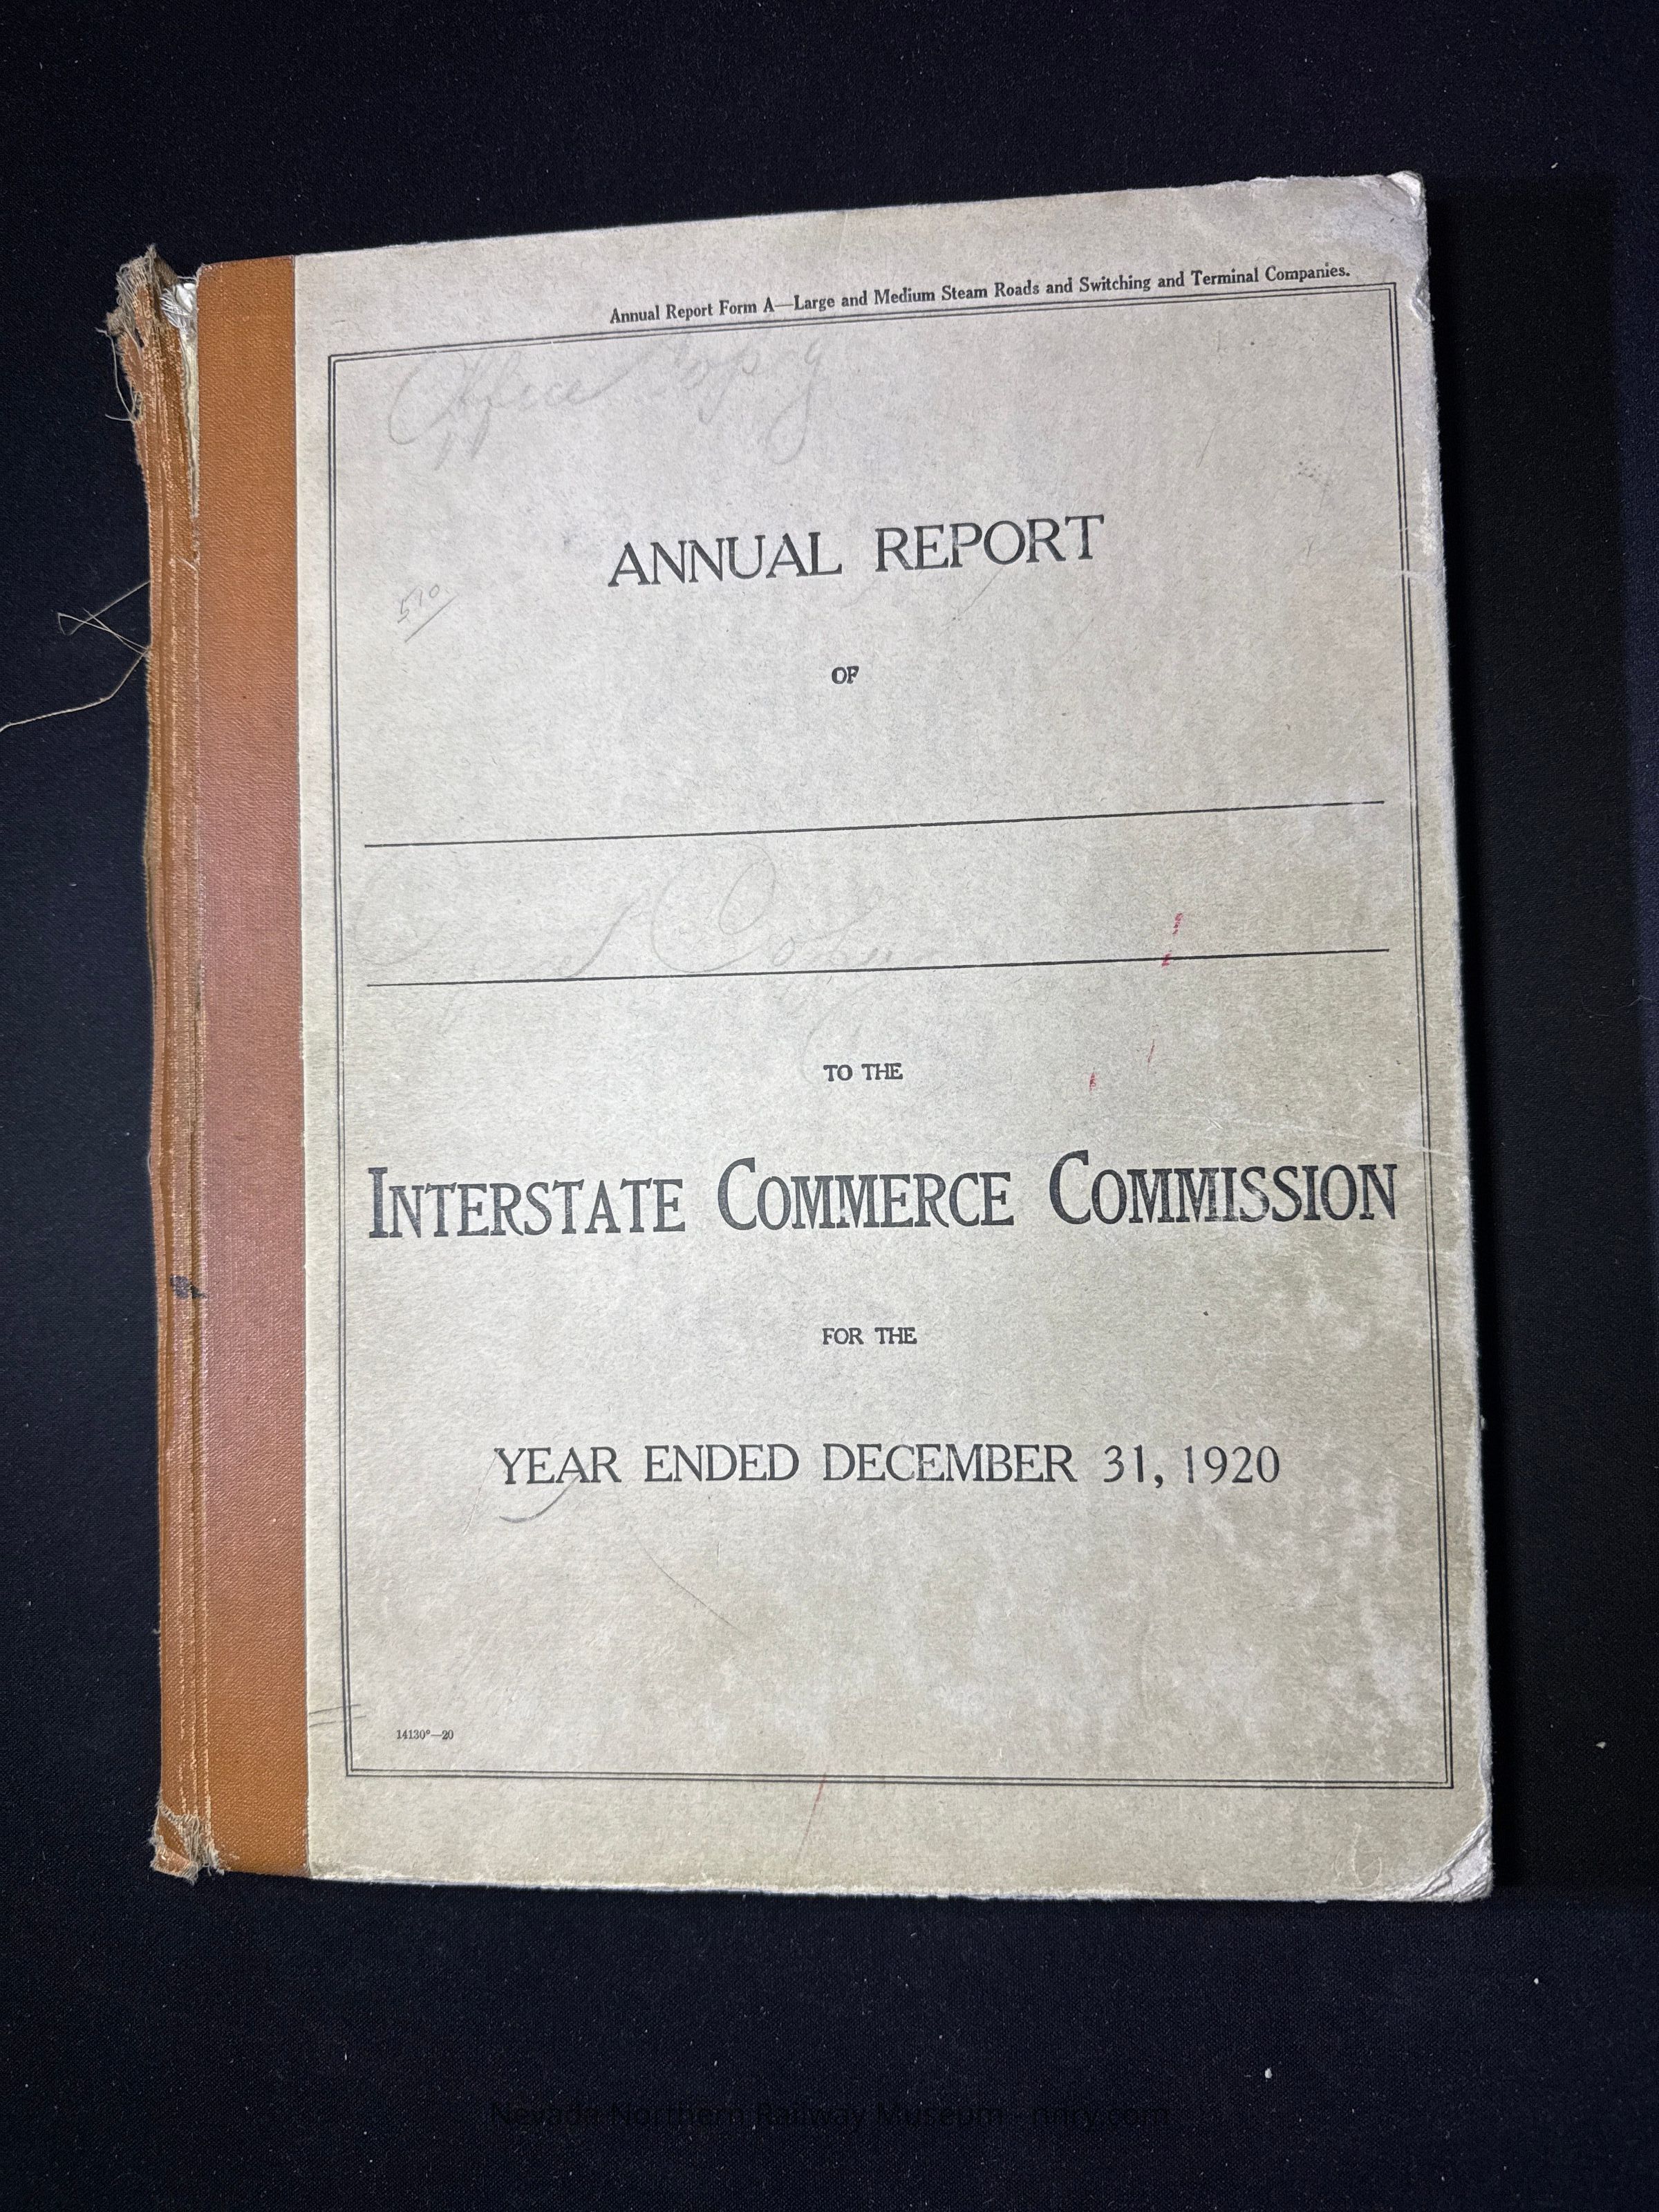 Annual Report Form A—Large and Medium Steam Roads and Switching and Terminal Companies.
Office Copy
ANNUAL REPORT
510
OF
Copy
TO THE
INTERSTATE COMMERCE COMMISSION
FOR THE
YEAR ENDED DECEMBER 31, 1920
14130°—20
Nevada Northern Railway Museum - nnry.com